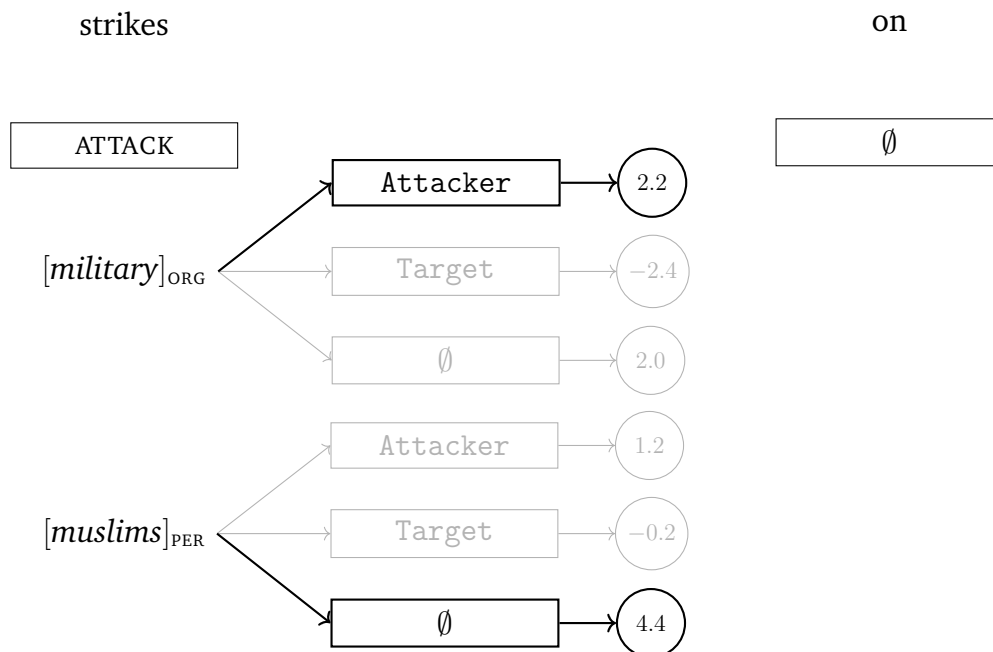 strikes on
ATTACK ∅
Attacker 2.2
[military]ORG Target −2.4
∅ 2.0
Attacker 1.2
[muslims]PER Target −0.2
∅ 4.4